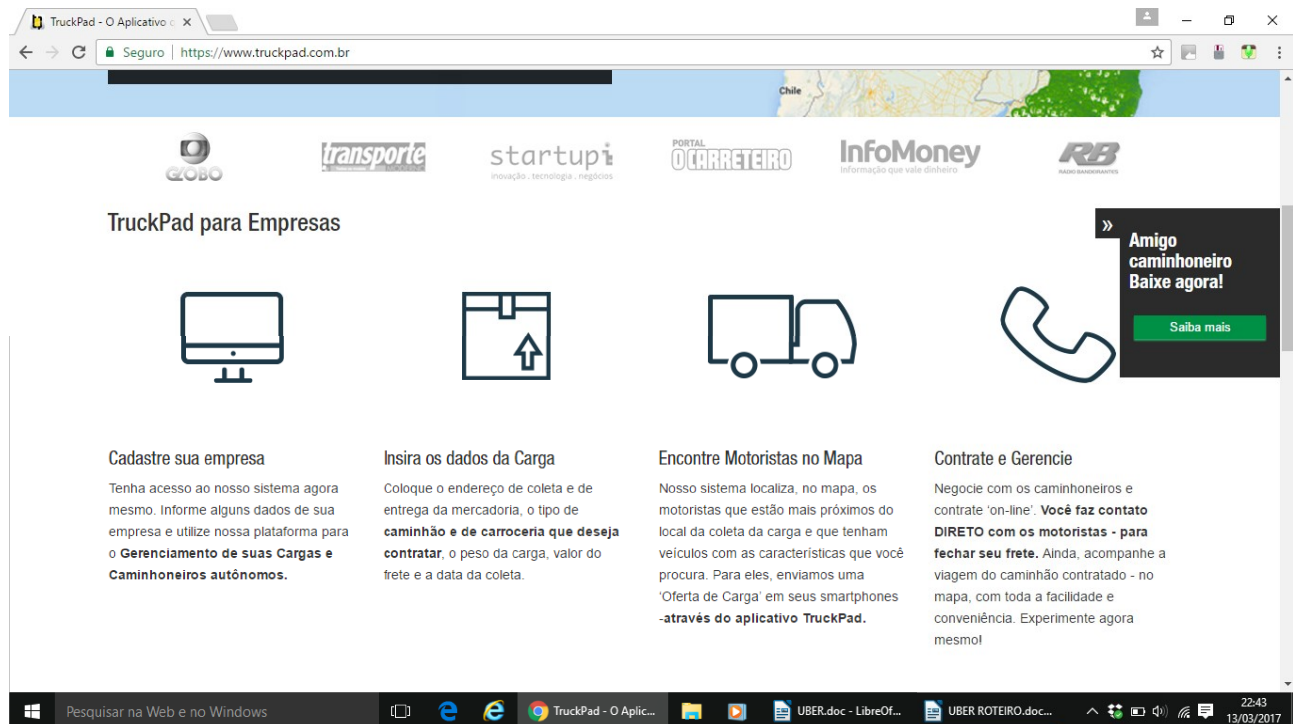 TruckPad - O Aplicativo c
Seguro | https://www.truckpad.com.br
Chile
GLOBO
transporte
startupi
inovação . tecnologia . negócios
PORTAL
O CARRETEIRO
InfoMoney
Informação que vale dinheiro
RB
RÁDIO BANDEIRANTES
TruckPad para Empresas
»
Amigo
caminhoneiro
Baixe agora!
Saiba mais
Cadastre sua empresa
Tenha acesso ao nosso sistema agora
mesmo. Informe alguns dados de sua
empresa e utilize nossa plataforma para
o Gerenciamento de suas Cargas e
Caminhoneiros autônomos.
Insira os dados da Carga
Coloque o endereço de coleta e de
entrega da mercadoria, o tipo de
caminhão e de carroceria que deseja
contratar, o peso da carga, valor do
frete e a data da coleta.
Encontre Motoristas no Mapa
Nosso sistema localiza, no mapa, os
motoristas que estão mais próximos do
local da coleta da carga e que tenham
veículos com as características que você
procura. Para eles, enviamos uma
'Oferta de Carga' em seus smartphones
-através do aplicativo TruckPad.
Contrate e Gerencie
Negocie com os caminhoneiros e
contrate 'on-line'. Você faz contato
DIRETO com os motoristas - para
fechar seu frete. Ainda, acompanhe a
viagem do caminhão contratado - no
mapa, com toda a facilidade e
conveniência. Experimente agora
mesmo!
Pesquisar na Web e no Windows
TruckPad - O Aplic...
UBER.doc - LibreOf...
UBER ROTEIRO.doc...
22:43
13/03/2017